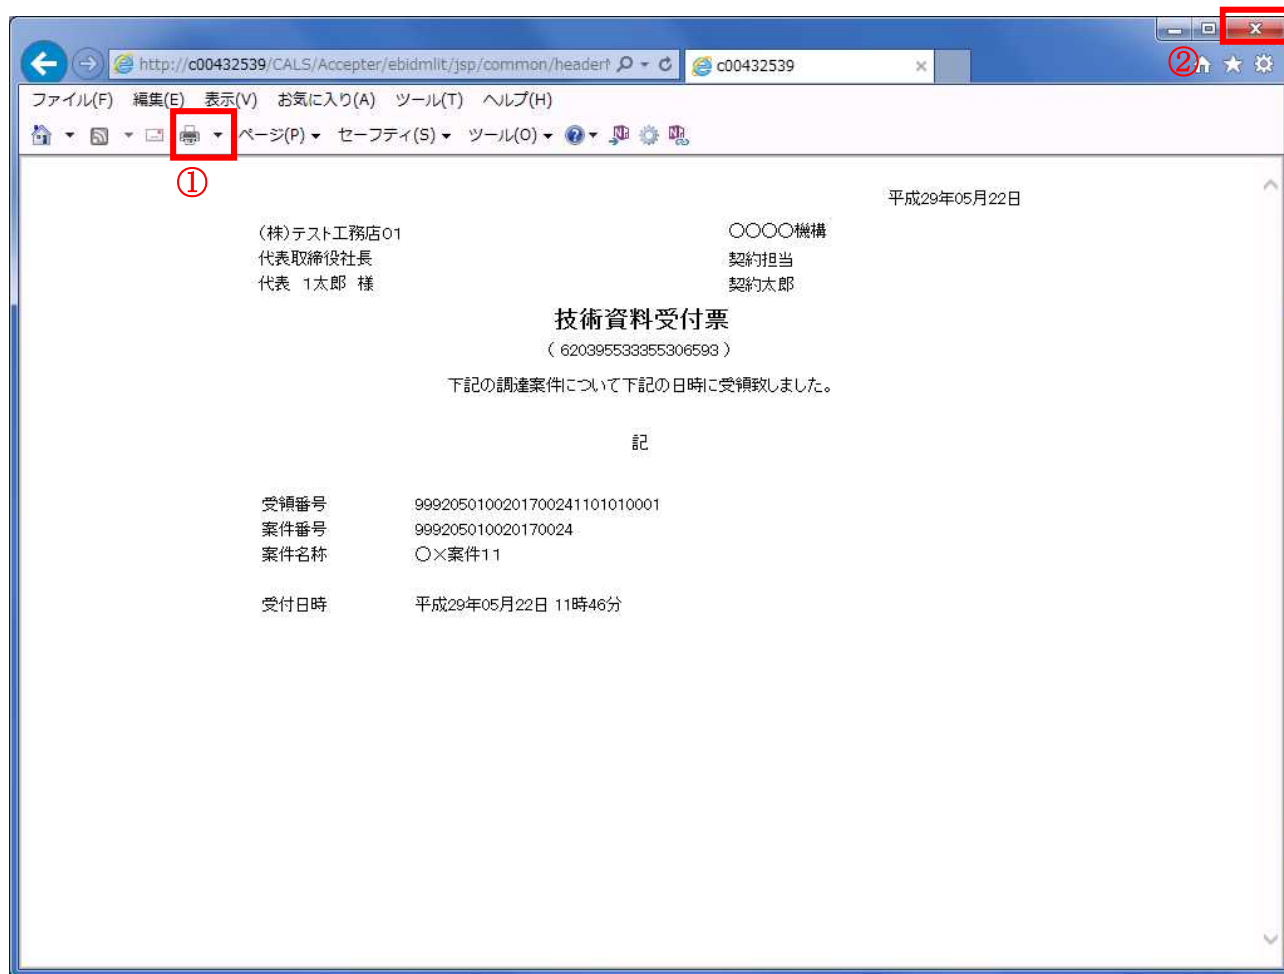 ②
http://c00432539/CALS/Accepter/ebidmlit/jsp/common/header
c00432539
ファイル(F) 編集(E) 表示(V) お気に入り(A) ツール(T) ヘルプ(H)
ページ(P) セーフティ(S) ツール(O)
①
平成29年05月22日
(株)テスト工務店01
〇〇〇〇機構
代表取締役社長
契約担当
代表 1太郎 様
契約太郎
技術資料受付票
( 620395533355306593 )
下記の調達案件について下記の日時に受領致しました。
記
受領番号 99920501002017002411​01010001
案件番号 999205010020170024
案件名称 〇×案件11
受付日時 平成29年05月22日 11時46分